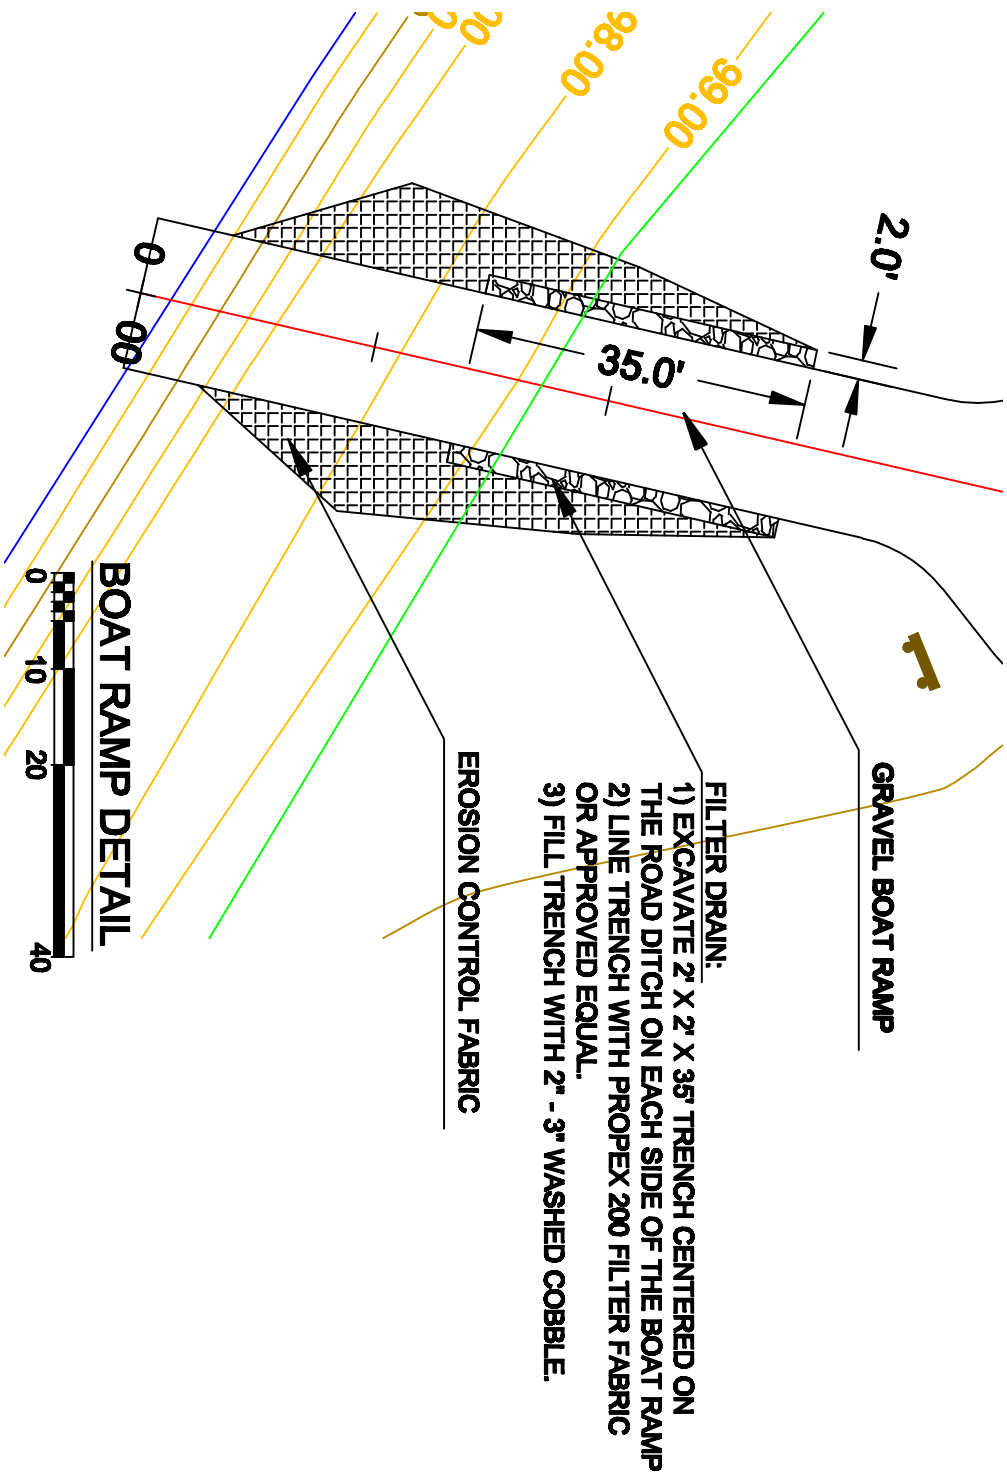 2.0'
99.00
98.00
00
0
35.0'
0
00
GRAVEL BOAT RAMP
FILTER DRAIN:
1) EXCAVATE 2' X 2' X 35' TRENCH CENTERED ON
THE ROAD DITCH ON EACH SIDE OF THE BOAT RAMP
2) LINE TRENCH WITH PROPEX 200 FILTER FABRIC
OR APPROVED EQUAL.
3) FILL TRENCH WITH 2" - 3" WASHED COBBLE.
EROSION CONTROL FABRIC
BOAT RAMP DETAIL
0 10 20 40